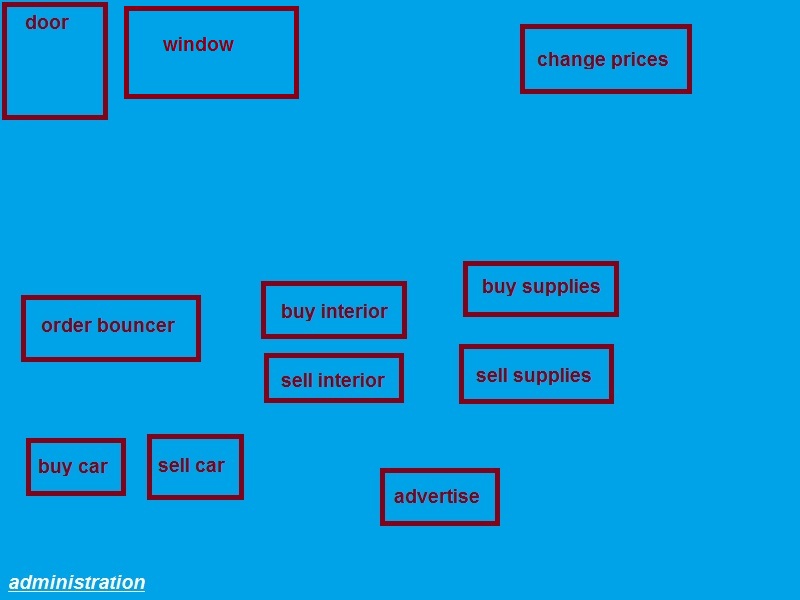 door
window
change prices
buy supplies
buy interior
order bouncer
sell supplies
sell interior
buy car
sell car
advertise
administration